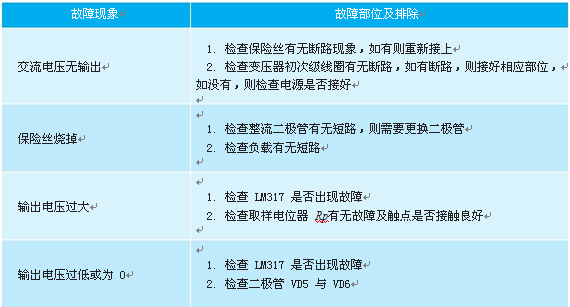 故障现象
故障部位及排除
交流电压无输出
1. 检查保险丝有无断路现象，如有则重新接上
2. 检查变压器初次级线圈有无断路，如有断路，则接好相应部位，
如没有，则检查电源是否接好
保险丝烧掉
1. 检查整流二极管有无短路，则需要更换二极管
2. 检查负载有无短路
输出电压过大
1. 检查 LM317 是否出现故障
2. 检查取样电位器 Rp有无故障及触点是否接触良好
输出电压过低或为 0
1. 检查 LM317 是否出现故障
2. 检查二极管 VD5 与 VD6